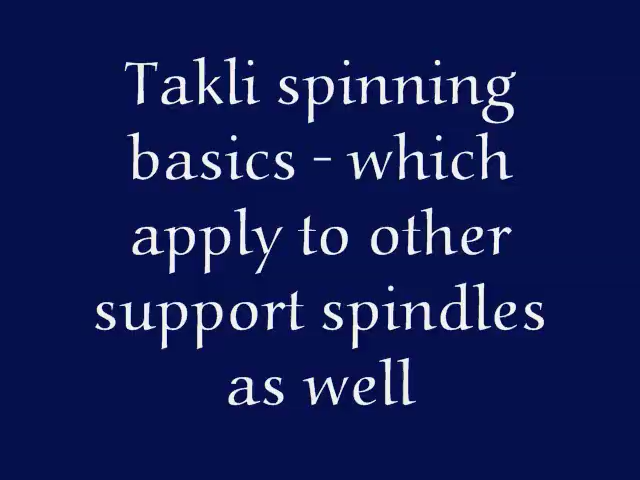 Takli spinning
basics - which
apply to other
support spindles
as well